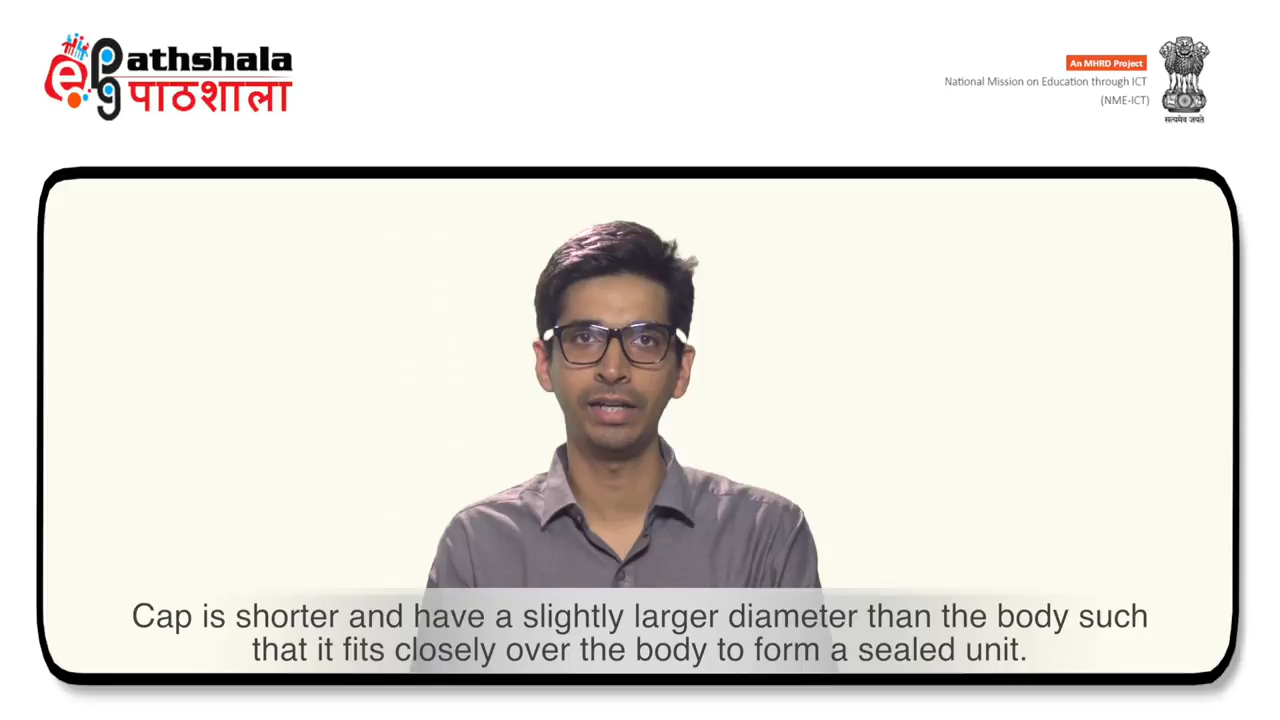 e pg Pathshala
पाठशाला
An MHRD Project
National Mission on Education through ICT
(NME-ICT)
सत्यमेव जयते
Cap is shorter and have a slightly larger diameter than the body such
that it fits closely over the body to form a sealed unit.